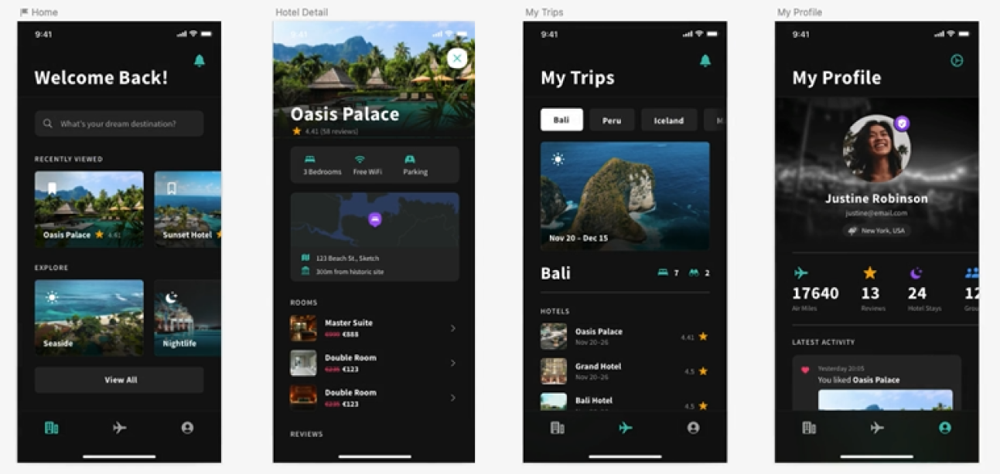 Home
9:41
Welcome Back!
What's your dream destination?
RECENTLY VIEWED
Oasis Palace 4.61
Sunset Hotel
EXPLORE
Seaside
Nightlife
View All
Hotel Detail
9:41
Oasis Palace
4.41 (58 reviews)
3 Bedrooms Free WiFi Parking
123 Beach St., Sketch
300m from historic site
ROOMS
Master Suite
€888
Double Room
€235 €123
Double Room
€235 €123
REVIEWS
My Trips
9:41
My Trips
Bali Peru Iceland M
Nov 20 – Dec 15
Bali 7 2
HOTELS
Oasis Palace
Nov 20–26 4.41
Grand Hotel
Nov 20–26 4.5
Bali Hotel
4.5
My Profile
9:41
My Profile
Justine Robinson
justine@email.com
New York, USA
17640 13 24 12
Air Miles Reviews Hotel Stays Grou
LATEST ACTIVITY
Yesterday 20:05
You liked Oasis Palace